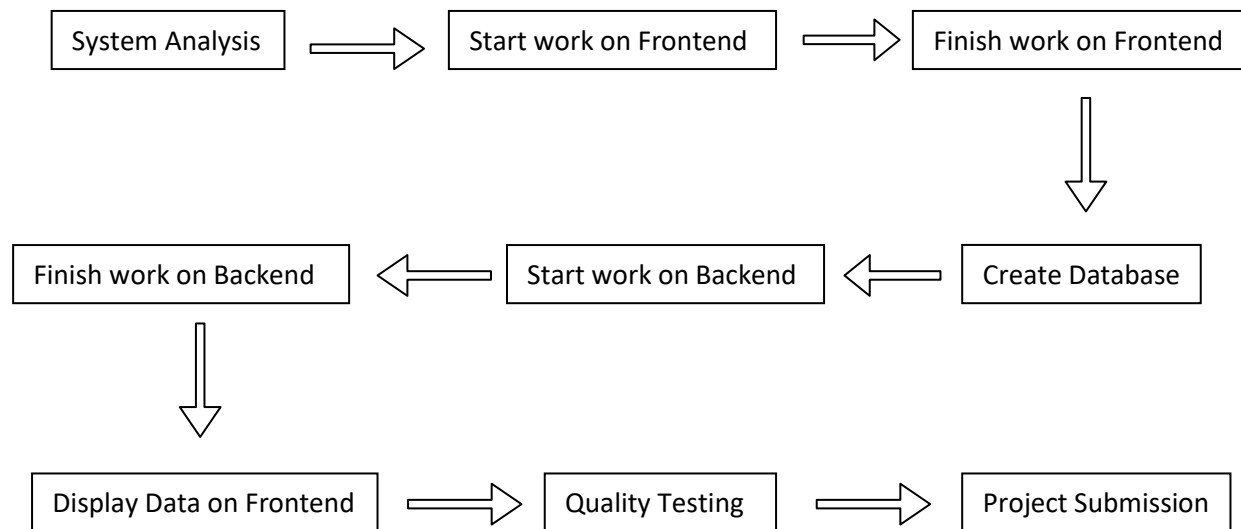 System Analysis
Start work on Frontend
Finish work on Frontend
Create Database
Start work on Backend
Finish work on Backend
Display Data on Frontend
Quality Testing
Project Submission